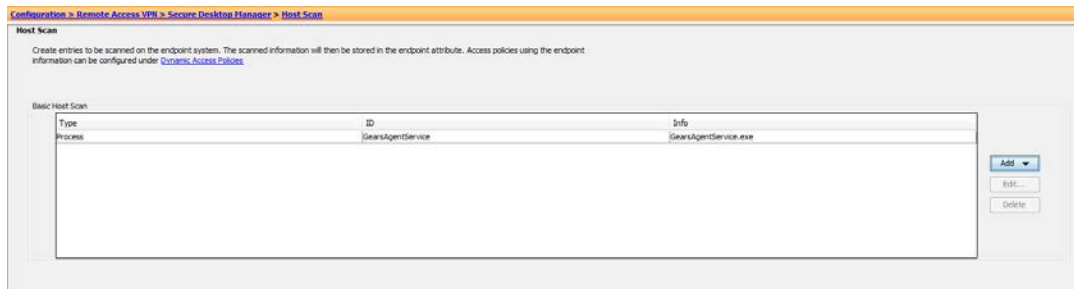 Configuration > Remote Access VPN > Secure Desktop Manager > Host Scan
Host Scan
Create entries to be scanned on the endpoint system. The scanned information will then be stored in the endpoint attribute. Access policies using the endpoint
information can be configured under Dynamic Access Policies
Basic Host Scan
Type ID Info
Process GearsAgentService GearsAgentService.exe
Add
Edit...
Delete